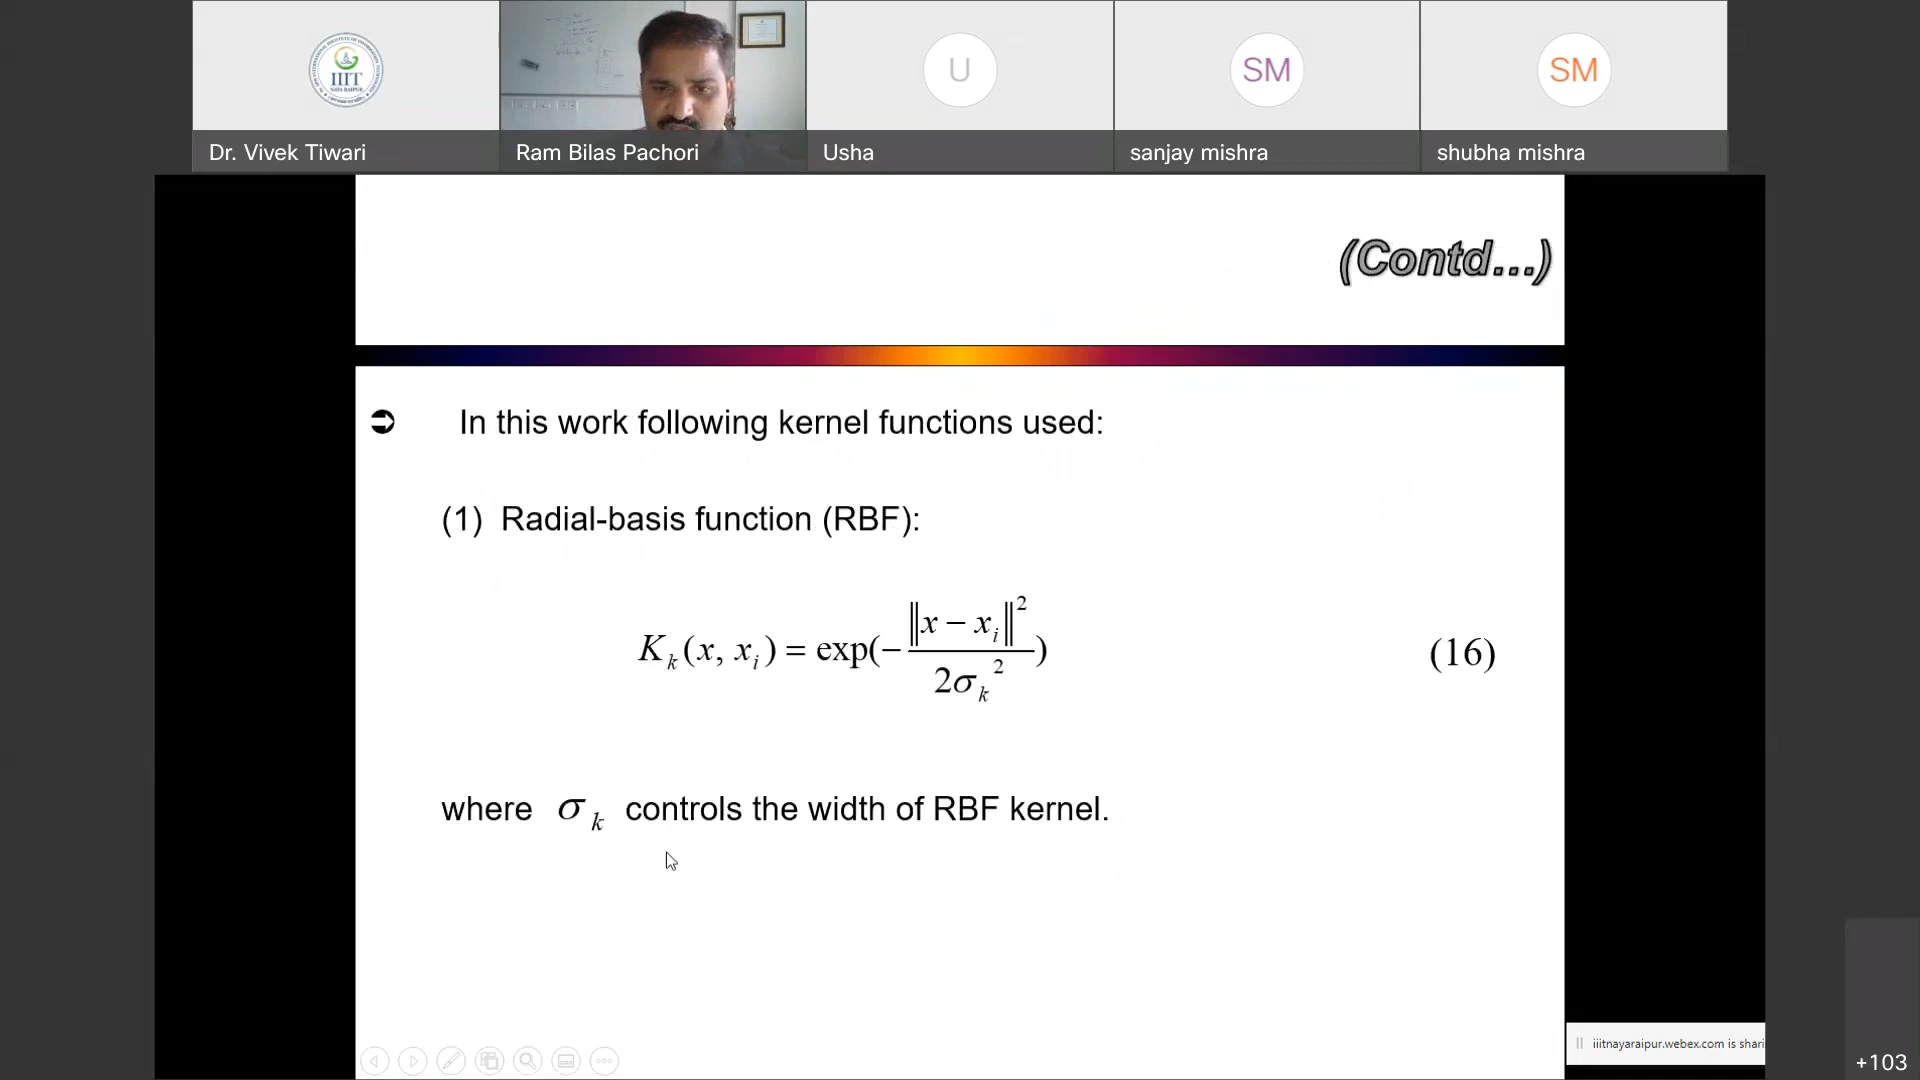 IIIT
Dr. Vivek Tiwari
Ram Bilas Pachori
U
Usha
SM
sanjay mishra
SM
shubha mishra
(Contd...)
➲ In this work following kernel functions used:
(1) Radial-basis function (RBF):
K_k(x, x_i) = exp(-‖x - x_i‖² / 2σ_k²) (16)
where σ_k controls the width of RBF kernel.
iiitnayaraipur.webex.com is shari
+103